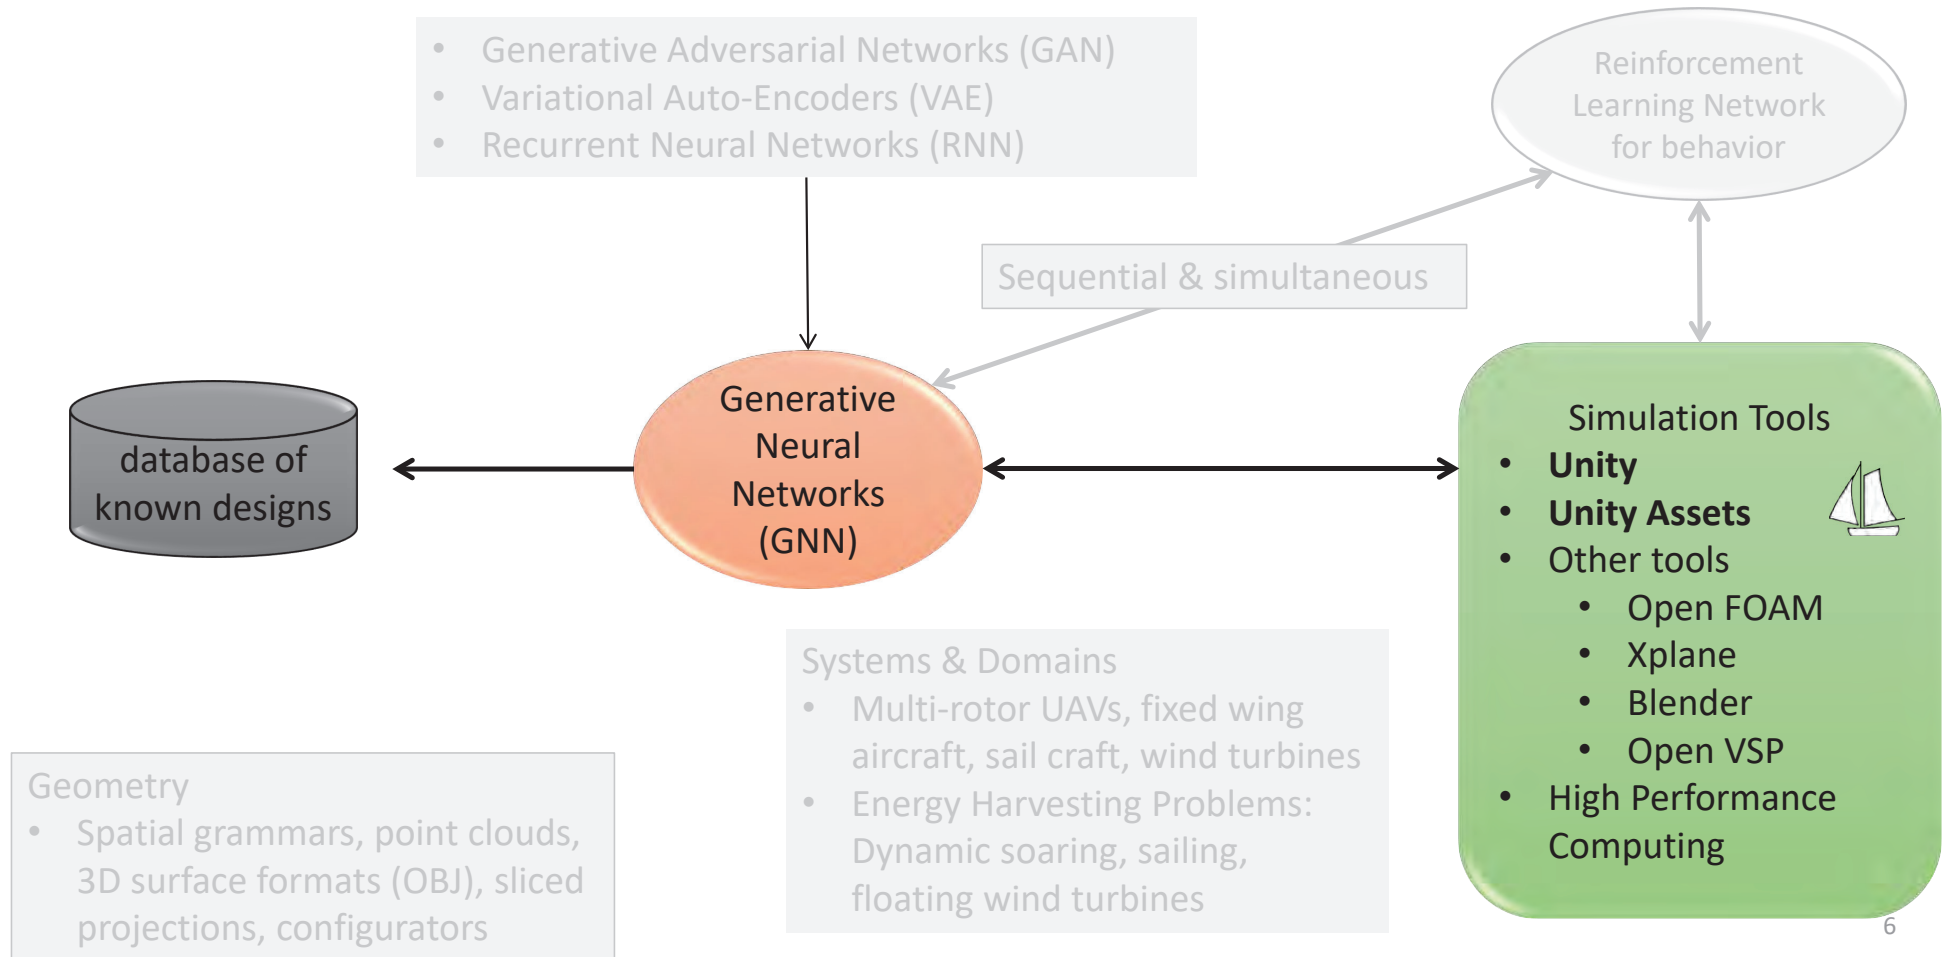 • Generative Adversarial Networks (GAN)
• Variational Auto-Encoders (VAE)
• Recurrent Neural Networks (RNN)
Reinforcement
Learning Network
for behavior
Sequential & simultaneous
database of
known designs
Generative
Neural
Networks
(GNN)
Simulation Tools
• Unity
• Unity Assets
• Other tools
• Open FOAM
• Xplane
• Blender
• Open VSP
• High Performance
Computing
Systems & Domains
• Multi-rotor UAVs, fixed wing
aircraft, sail craft, wind turbines
• Energy Harvesting Problems:
Dynamic soaring, sailing,
floating wind turbines
Geometry
• Spatial grammars, point clouds,
3D surface formats (OBJ), sliced
projections, configurators
6